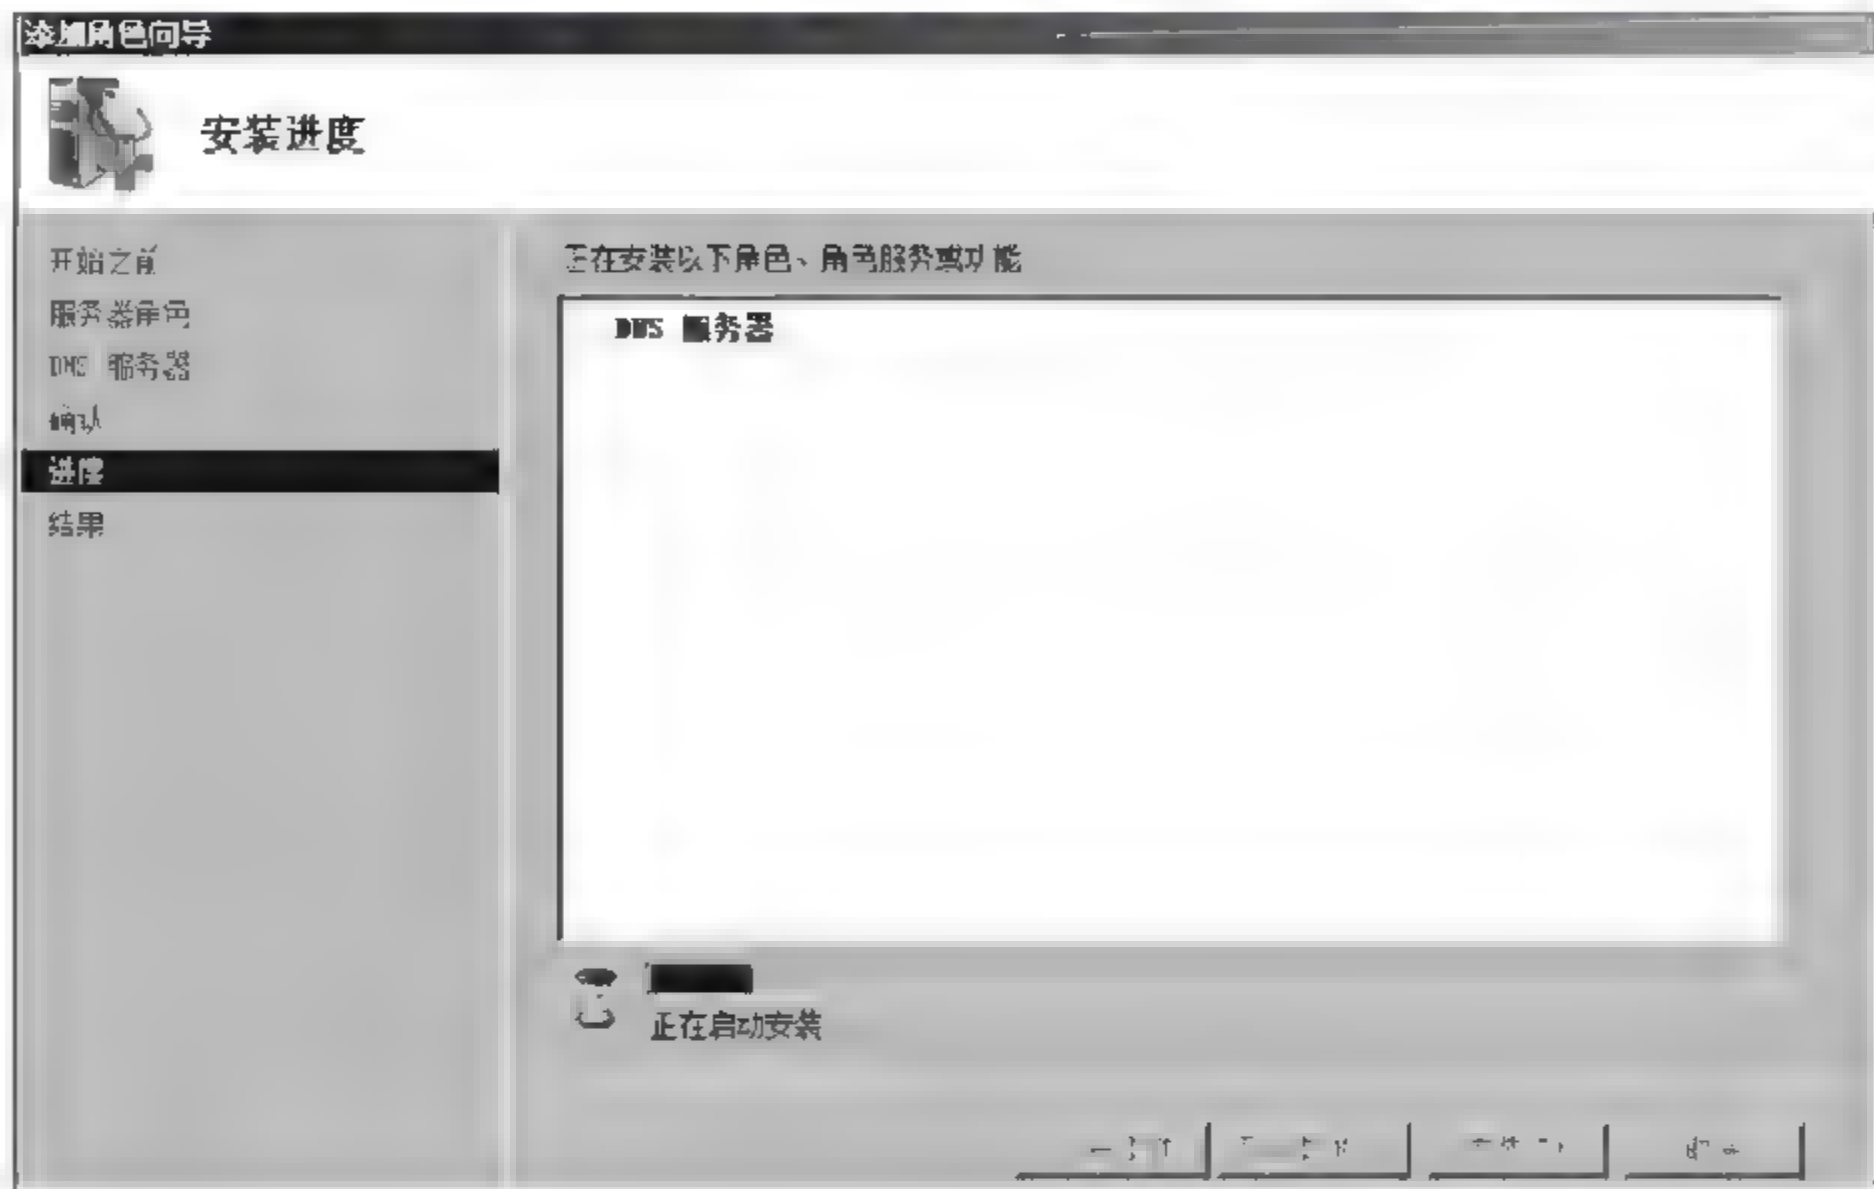 添加角色向导
安装进度
开始之前
服务器角色
DNS 服务器
确认
进度
结果
正在安装以下角色、角色服务或功能
DNS 服务器
正在启动安装